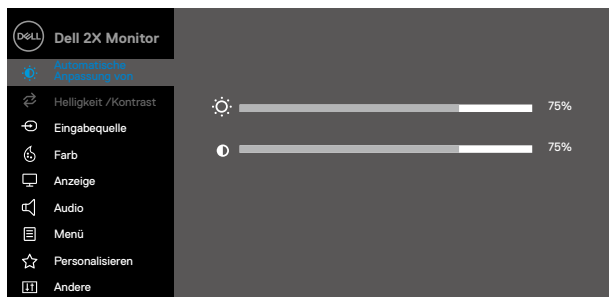 DELL
Dell 2X Monitor
Automatische
Anpassung von
Helligkeit /Kontrast
75%
Eingabequelle
75%
Farb
Anzeige
Audio
Menü
Personalisieren
Andere